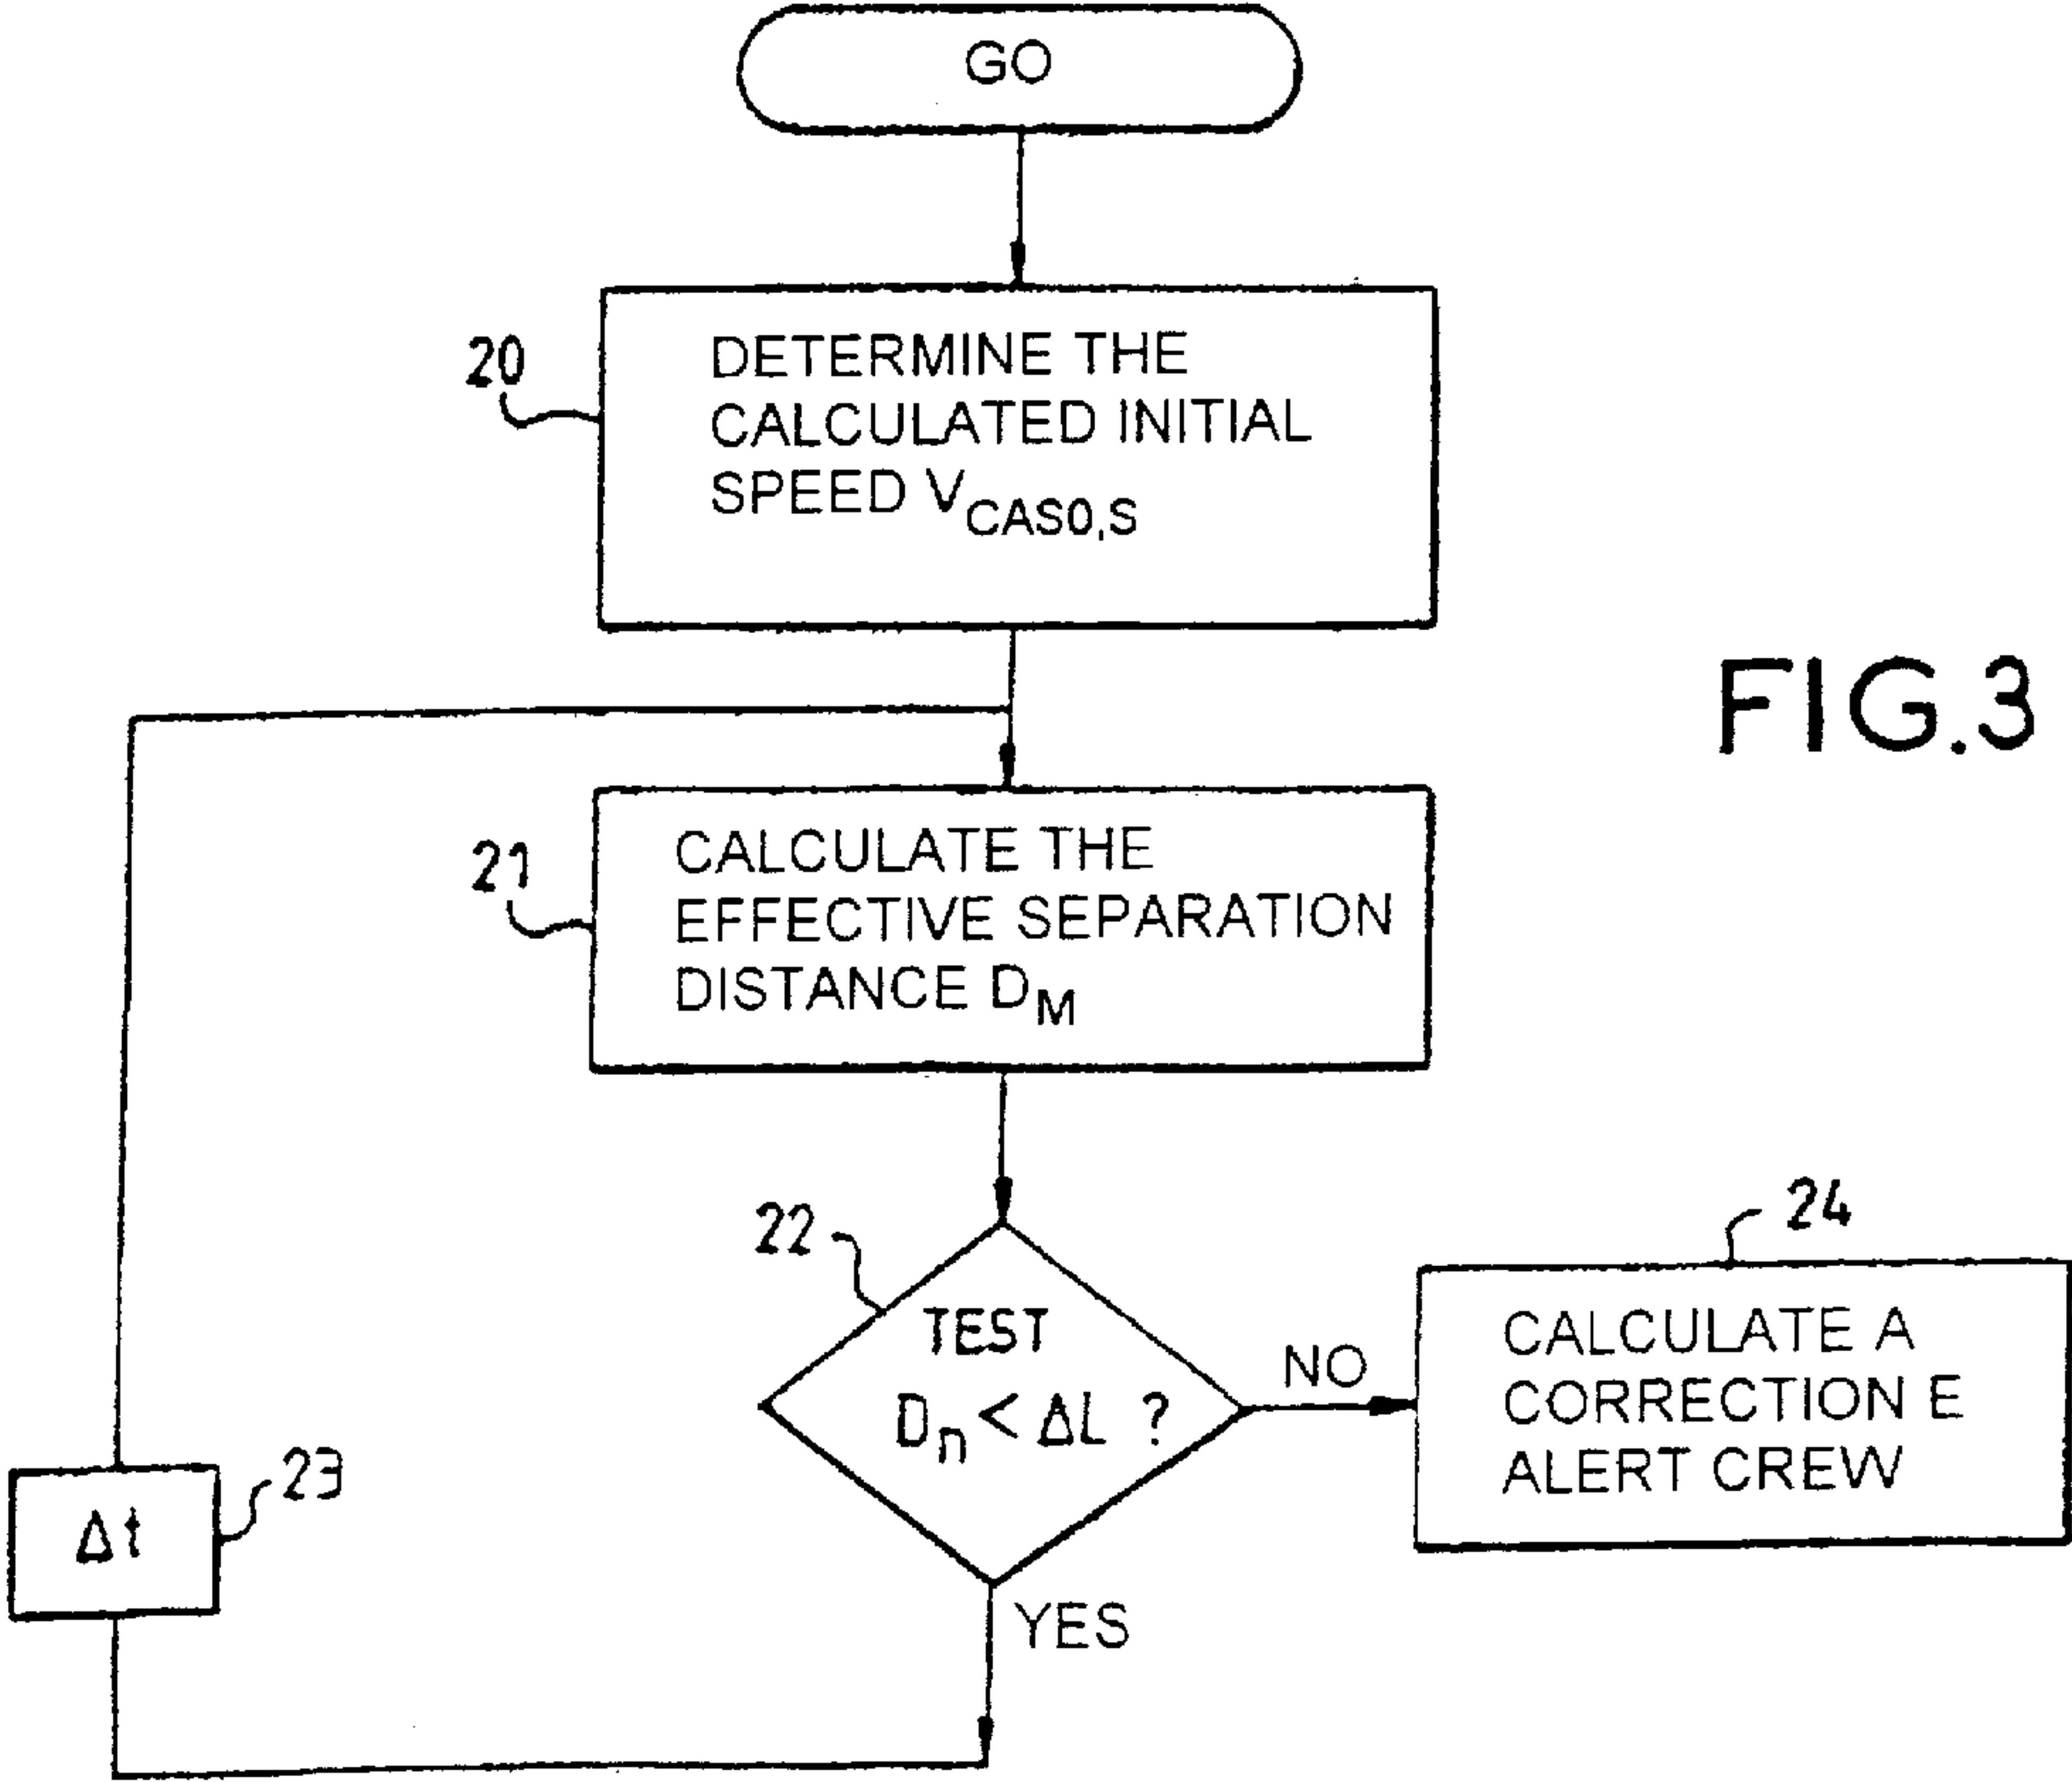 GO
20
DETERMINE THE
CALCULATED INITIAL
SPEED V_CAS0,S
FIG.3
21
CALCULATE THE
EFFECTIVE SEPARATION
DISTANCE D_M
22
TEST
D_n < ΔL ?
NO
24
CALCULATE A
CORRECTION E
ALERT CREW
23
Δt
YES